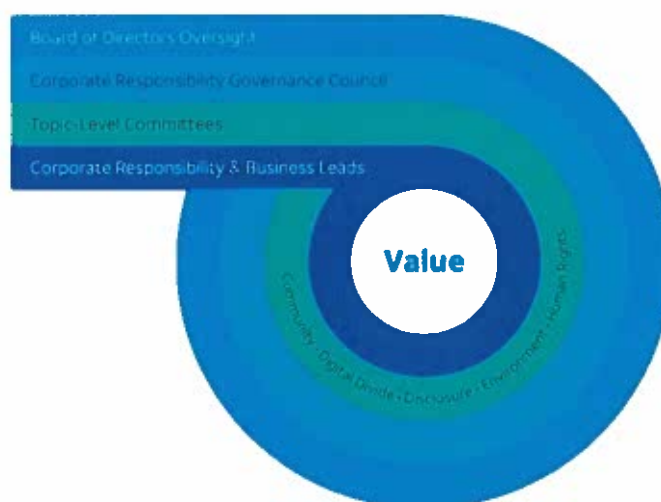 Board of Directors Oversight
Corporate Responsibility Governance Council
Topic-Level Committees
Corporate Responsibility & Business Leads
Value
Community • Digital Divide • Disclosure • Environment • Human Rights